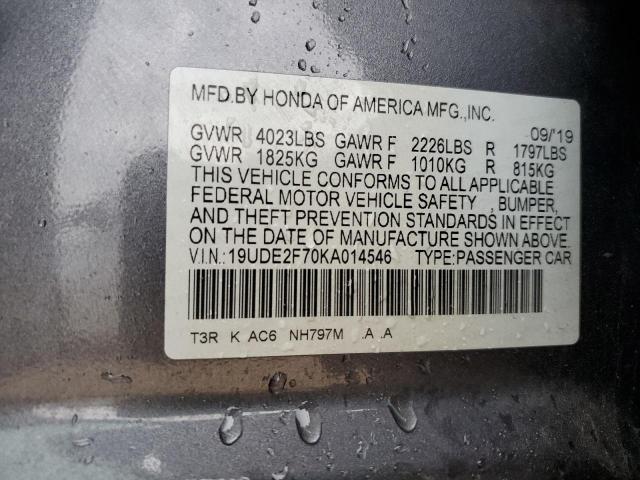 MFD.BY HONDA OF AMERICA MFG.,INC.
09/'19
GVWR 4023LBS GAWR F 2226LBS R 1797LBS
GVWR 1825KG GAWR F 1010KG R 815KG
THIS VEHICLE CONFORMS TO ALL APPLICABLE
FEDERAL MOTOR VEHICLE SAFETY , BUMPER,
AND THEFT PREVENTION STANDARDS IN EFFECT
ON THE DATE OF MANUFACTURE SHOWN ABOVE.
V.I.N.:19UDE2F70KA014546 TYPE:PASSENGER CAR
T3R K AC6 NH797M .A .A